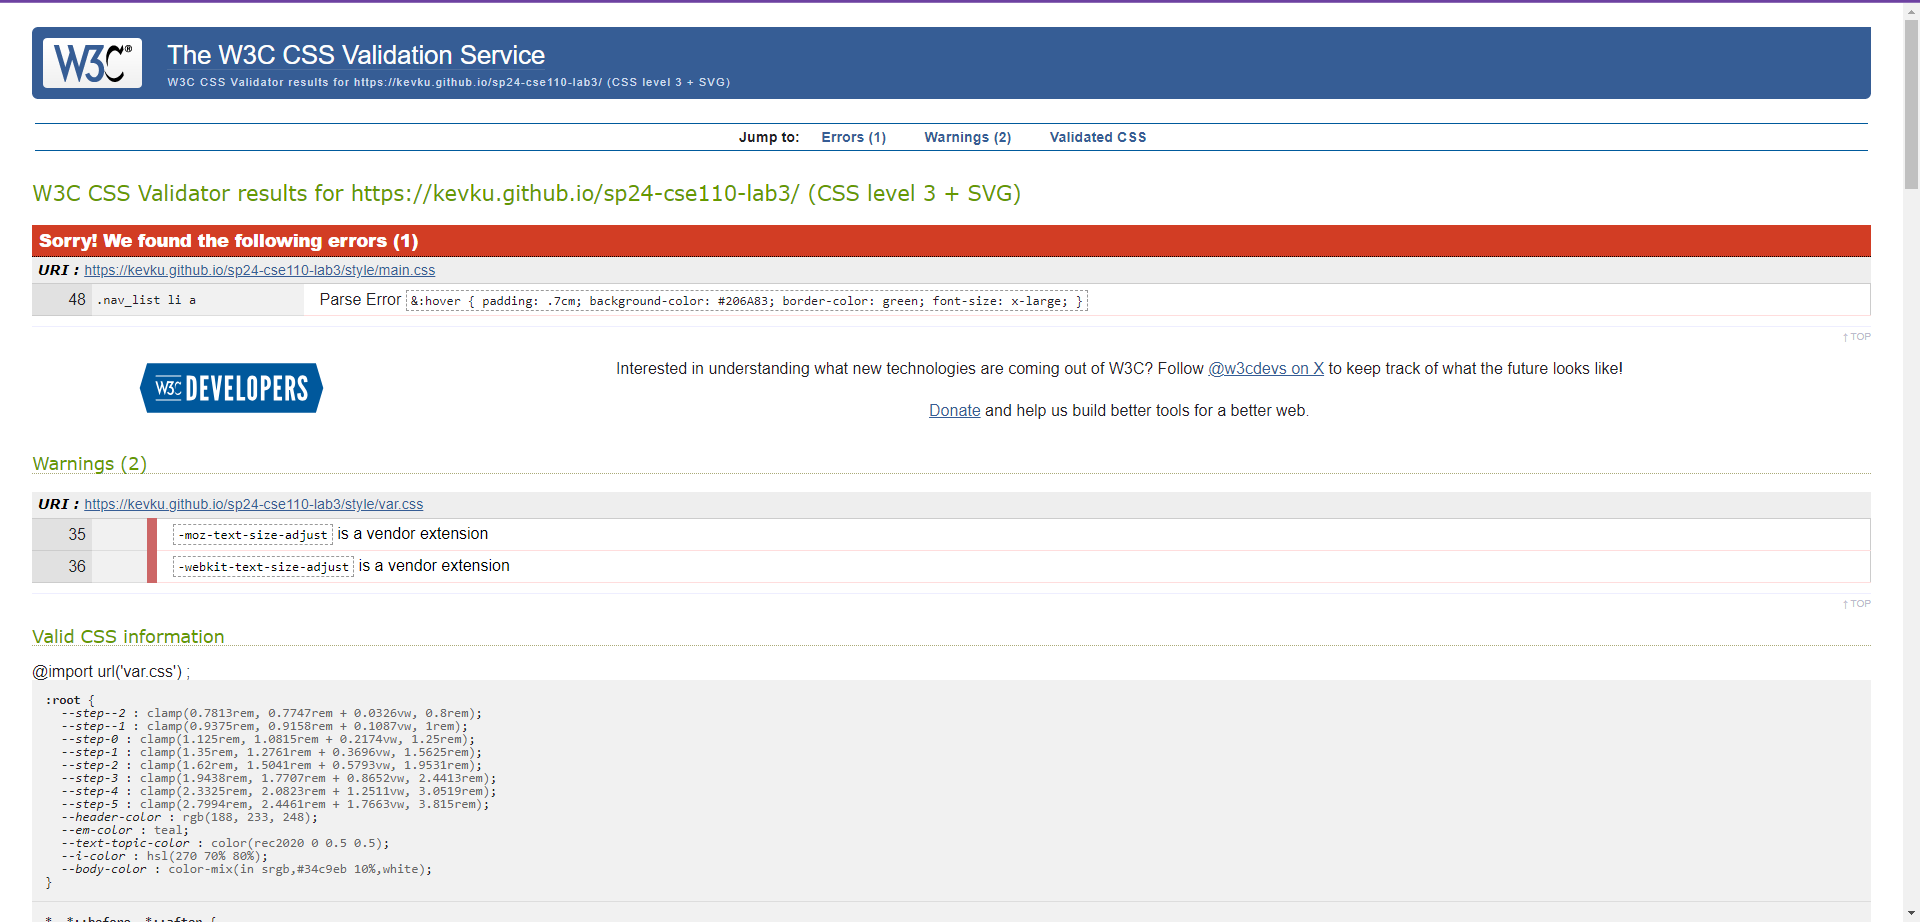 W3C®
The W3C CSS Validation Service
W3C CSS Validator results for https://kevku.github.io/sp24-cse110-lab3/ (CSS level 3 + SVG)
Jump to: Errors (1) Warnings (2) Validated CSS
W3C CSS Validator results for https://kevku.github.io/sp24-cse110-lab3/ (CSS level 3 + SVG)
Sorry! We found the following errors (1)
URI : https://kevku.github.io/sp24-cse110-lab3/style/main.css
48 .nav_list li a Parse Error &:hover { padding: .7cm; background-color: #206A83; border-color: green; font-size: x-large; }
↑ TOP
W3C DEVELOPERS
Interested in understanding what new technologies are coming out of W3C? Follow @w3cdevs on X to keep track of what the future looks like!
Donate and help us build better tools for a better web.
Warnings (2)
URI : https://kevku.github.io/sp24-cse110-lab3/style/var.css
35 -moz-text-size-adjust is a vendor extension
36 -webkit-text-size-adjust is a vendor extension
↑ TOP
Valid CSS information
@import url('var.css') ;
:root {
--step--2 : clamp(0.7813rem, 0.7747rem + 0.0326vw, 0.8rem);
--step--1 : clamp(0.9375rem, 0.9158rem + 0.1087vw, 1rem);
--step-0 : clamp(1.125rem, 1.0815rem + 0.2174vw, 1.25rem);
--step-1 : clamp(1.35rem, 1.2761rem + 0.3696vw, 1.5625rem);
--step-2 : clamp(1.62rem, 1.5041rem + 0.5793vw, 1.9531rem);
--step-3 : clamp(1.9438rem, 1.7707rem + 0.8652vw, 2.4413rem);
--step-4 : clamp(2.3325rem, 2.0823rem + 1.2511vw, 3.0519rem);
--step-5 : clamp(2.7994rem, 2.4461rem + 1.7663vw, 3.815rem);
--header-color : rgb(188, 233, 248);
--em-color : teal;
--text-topic-color : color(rec2020 0 0.5 0.5);
--i-color : hsl(270 70% 80%);
--body-color : color-mix(in srgb,#34c9eb 10%,white);
}
*, *::before, *::after {